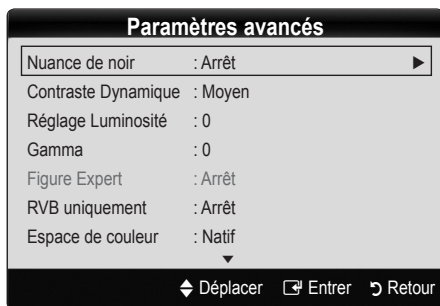 Paramètres avancés
Nuance de noir : Arrêt ►
Contraste Dynamique : Moyen
Réglage Luminosité : 0
Gamma : 0
Figure Expert : Arrêt
RVB uniquement : Arrêt
Espace de couleur : Natif
▼
Déplacer Entrer Retour